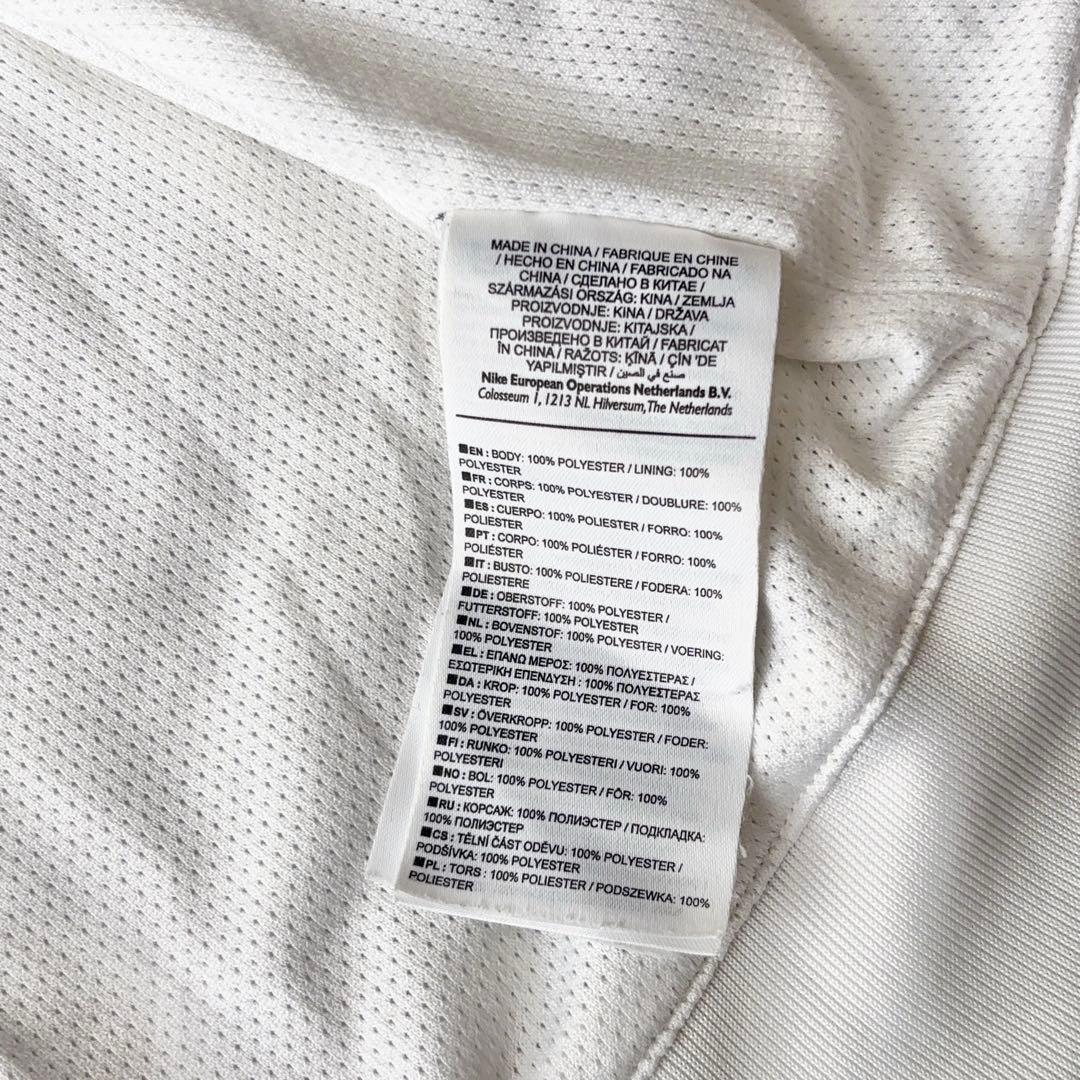 MADE IN CHINA / FABRIQUE EN CHINE
/ HECHO EN CHINA / FABRICADO NA
CHINA / СДЕЛАНО В КИТАЕ /
SZÁRMAZÁSI ORSZÁG: KINA / ZEMLJA
PROIZVODNJE: KINA / DRŽAVA
PROIZVODNJE: KITAJSKA /
ПРОИЗВЕДЕНО В КИТАЙ / FABRICAT
ÎN CHINA / RAŽOTS: ĶĪNĀ / ÇİN 'DE
YAPILMIŞTIR / صنع في الصين
Nike European Operations Netherlands B.V.
Colosseum 1, 1213 NL Hilversum, The Netherlands
■EN : BODY: 100% POLYESTER / LINING: 100%
POLYESTER
■FR : CORPS: 100% POLYESTER / DOUBLURE: 100%
POLYESTER
■ES : CUERPO: 100% POLIESTER / FORRO: 100%
POLIESTER
■PT : CORPO: 100% POLIÉSTER / FORRO: 100%
POLIÉSTER
■IT : BUSTO: 100% POLIESTERE / FODERA: 100%
POLIESTERE
■DE : OBERSTOFF: 100% POLYESTER /
FUTTERSTOFF: 100% POLYESTER
■NL : BOVENSTOF: 100% POLYESTER / VOERING:
100% POLYESTER
■EL : ΕΠΑΝΩ ΜΕΡΟΣ: 100% ΠΟΛΥΕΣΤΕΡΑΣ /
ΕΣΩΤΕΡΙΚΗ ΕΠΕΝΔΥΣΗ : 100% ΠΟΛΥΕΣΤΕΡΑΣ
■DA : KROP: 100% POLYESTER / FOR: 100%
POLYESTER
■SV : ÖVERKROPP: 100% POLYESTER / FODER:
100% POLYESTER
■FI : RUNKO: 100% POLYESTERI / VUORI: 100%
POLYESTERI
■NO : BOL: 100% POLYESTER / FÔR: 100%
POLYESTER
■RU : КОРСАЖ: 100% ПОЛИЭСТЕР / ПОДКЛАДКА:
100% ПОЛИЭСТЕР
■CS : TĚLNÍ ČÁST ODĚVU: 100% POLYESTER /
PODŠÍVKA: 100% POLYESTER
■PL : TORS : 100% POLIESTER / PODSZEWKA: 100%
POLIESTER